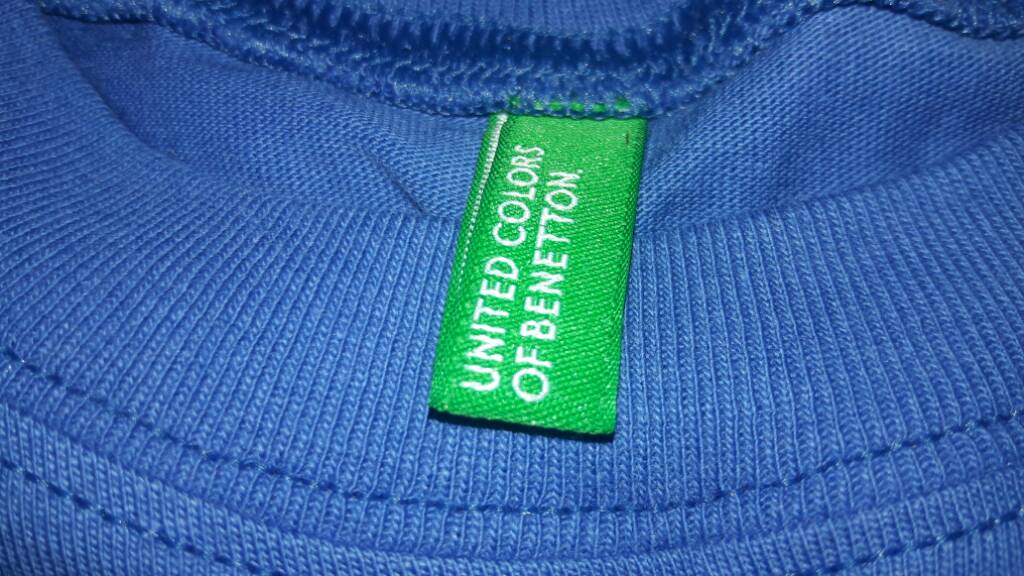 UNITED COLORS
OF BENETTON.